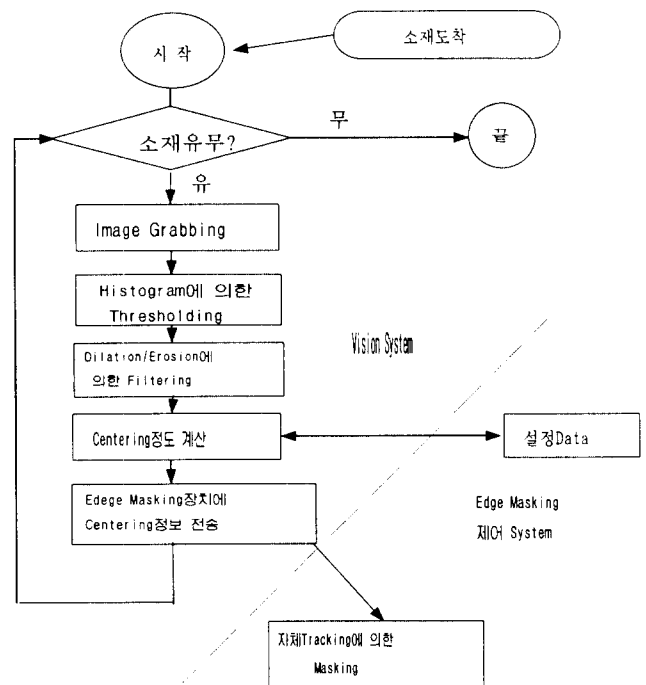 소재도착
시 작
무
끝
소재유무?
유
Image Grabbing
Histogram에 의한
Thresholding
Vision System
Dilation/Erosion에
의한 Filtering
Centering정도 계산
설정Data
Edege Masking장치에
Centering정보 전송
Edge Masking
제어 System
자체Tracking에 의한
Masking